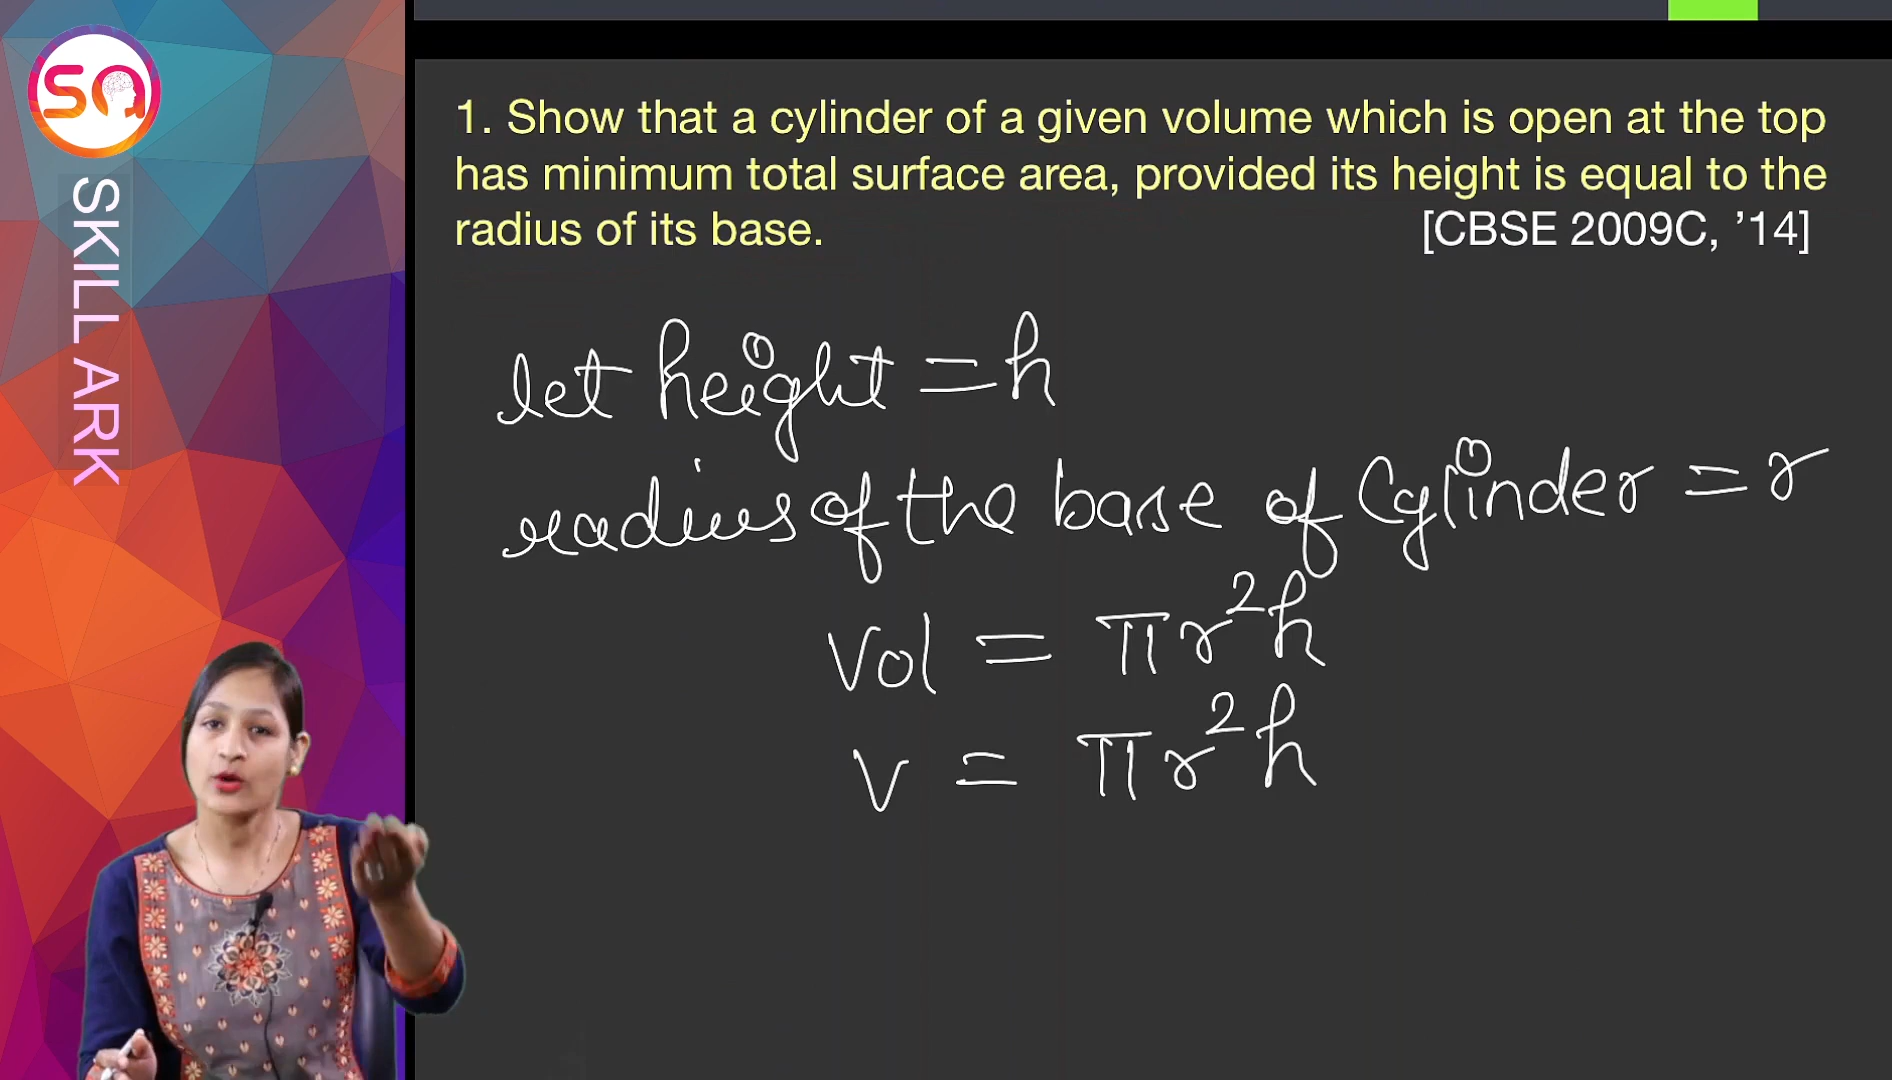 SKILL ARK
1. Show that a cylinder of a given volume which is open at the top
has minimum total surface area, provided its height is equal to the
radius of its base. [CBSE 2009C, ’14]
let height = h
radius of the base of Cylinder = r
Vol = πr²h
V = πr²h